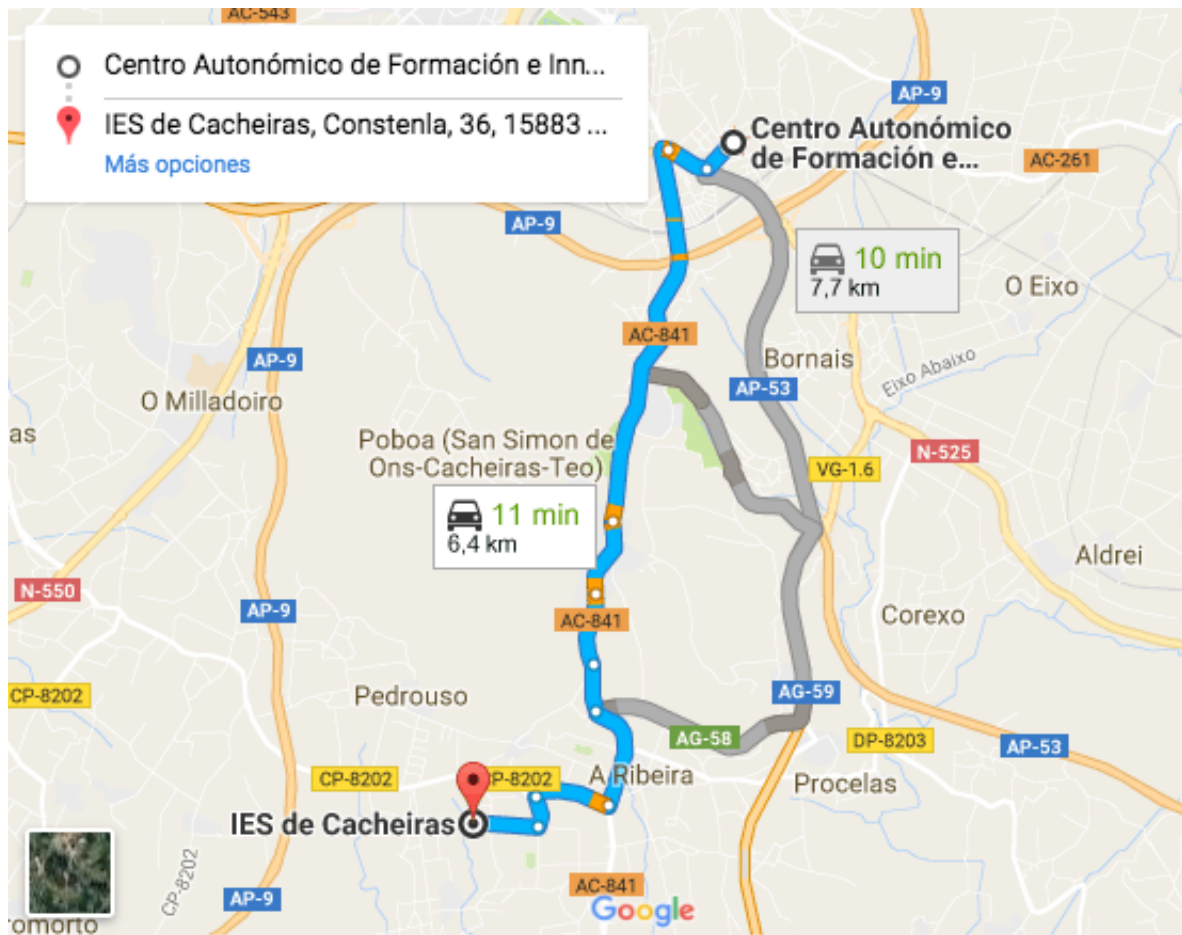 AC-543
Centro Autonómico de Formación e Inn...
IES de Cacheiras, Constenla, 36, 15883 ...
Más opciones
AP-9
Centro Autonómico
de Formación e...
AC-261
AP-9
10 min
7,7 km
O Eixo
AC-841
AP-9
Bornais
Eixo Abaixo
AP-53
O Milladoiro
as
Poboa (San Simon de
Ons-Cacheiras-Teo)
N-525
VG-1.6
11 min
6,4 km
Aldrei
N-550
AP-9
AC-841
Corexo
CP-8202
Pedrouso
AG-59
AG-58
DP-8203
AP-53
CP-8202
P-8202
A Ribeira
Procelas
IES de Cacheiras
CP-8202
AC-841
AP-9
Google
romorto